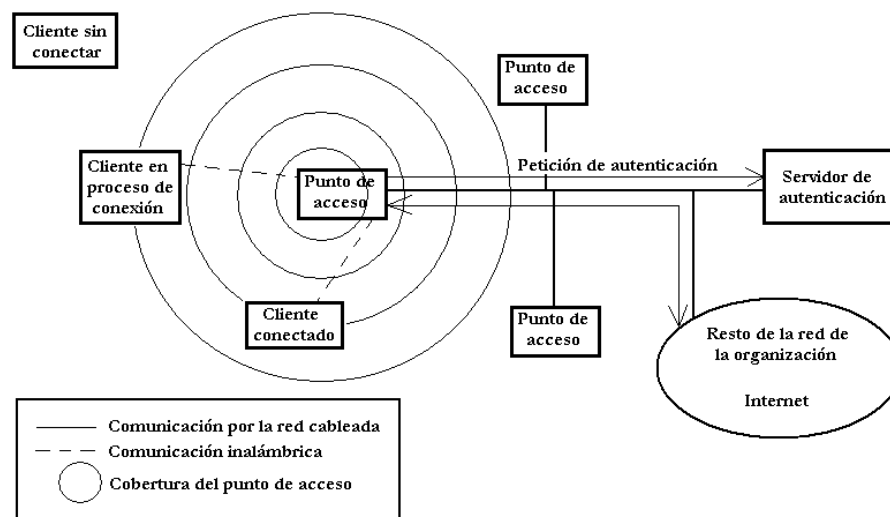 Cliente sin
conectar
Punto de
acceso
Petición de autenticación
Cliente en
proceso de
conexión
Punto de
acceso
Servidor de
autenticación
Cliente
conectado
Punto de
acceso
Resto de la red de
la organización
Internet
Comunicación por la red cableada
Comunicación inalámbrica
Cobertura del punto de acceso